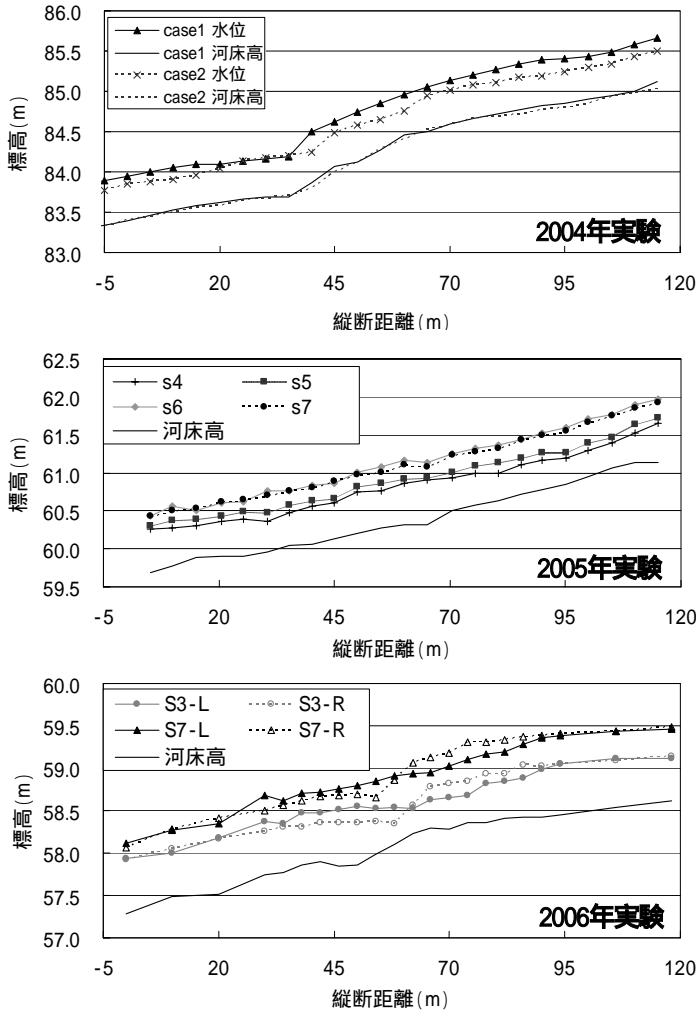 86.0
85.5
85.0
84.5
84.0
83.5
83.0
標高(m)
case1 水位
case1 河床高
case2 水位
case2 河床高
2004年実験
-5 20 45 70 95 120
縦断距離(m)
62.5
62.0
61.5
61.0
60.5
60.0
59.5
標高(m)
s4 s5
s6 s7
河床高
2005年実験
-5 20 45 70 95 120
縦断距離(m)
60.0
59.5
59.0
58.5
58.0
57.5
57.0
標高(m)
S3-L S3-R
S7-L S7-R
河床高
2006年実験
-5 20 45 70 95 120
縦断距離(m)